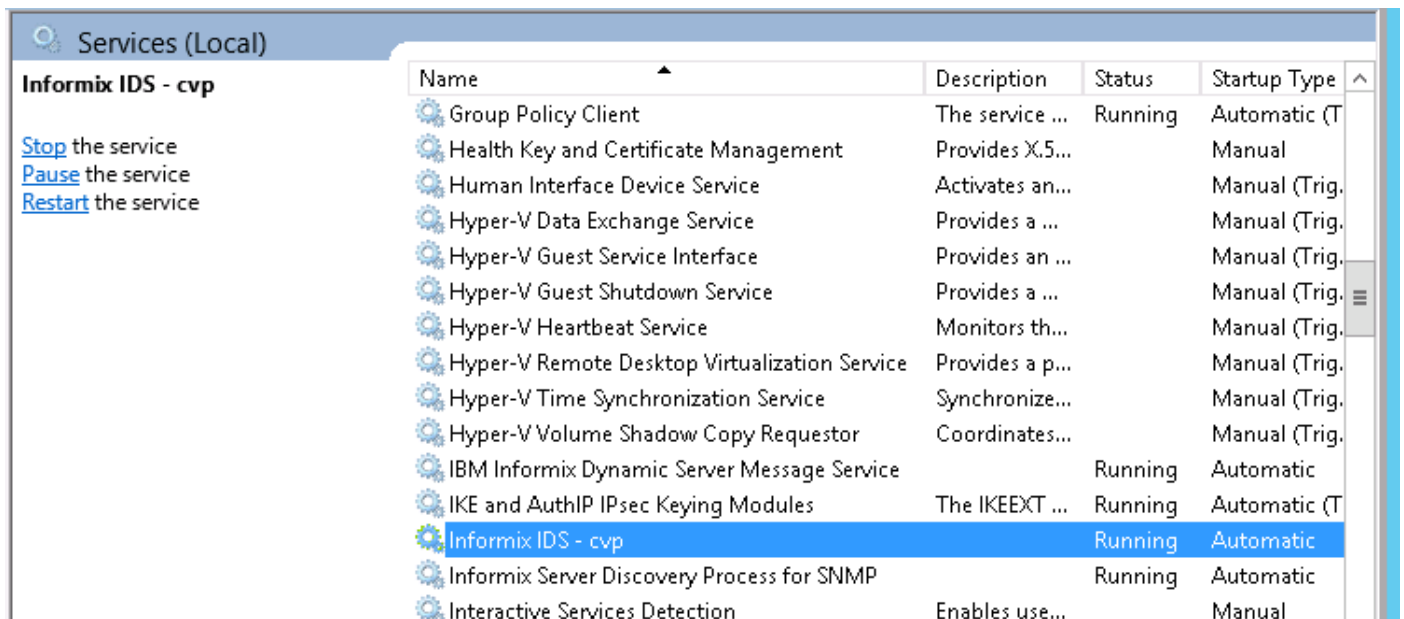 Services (Local)
Informix IDS - cvp
Stop the service
Pause the service
Restart the service
Name Description Status Startup Type
Group Policy Client The service ... Running Automatic (T
Health Key and Certificate Management Provides X.5... Manual
Human Interface Device Service Activates an... Manual (Trig.
Hyper-V Data Exchange Service Provides a ... Manual (Trig.
Hyper-V Guest Service Interface Provides an ... Manual (Trig.
Hyper-V Guest Shutdown Service Provides a ... Manual (Trig.
Hyper-V Heartbeat Service Monitors th... Manual (Trig.
Hyper-V Remote Desktop Virtualization Service Provides a p... Manual (Trig.
Hyper-V Time Synchronization Service Synchronize... Manual (Trig.
Hyper-V Volume Shadow Copy Requestor Coordinates... Manual (Trig.
IBM Informix Dynamic Server Message Service Running Automatic
IKE and AuthIP IPsec Keying Modules The IKEEXT ... Running Automatic (T
Informix IDS - cvp Running Automatic
Informix Server Discovery Process for SNMP Running Automatic
Interactive Services Detection Enables use... Manual